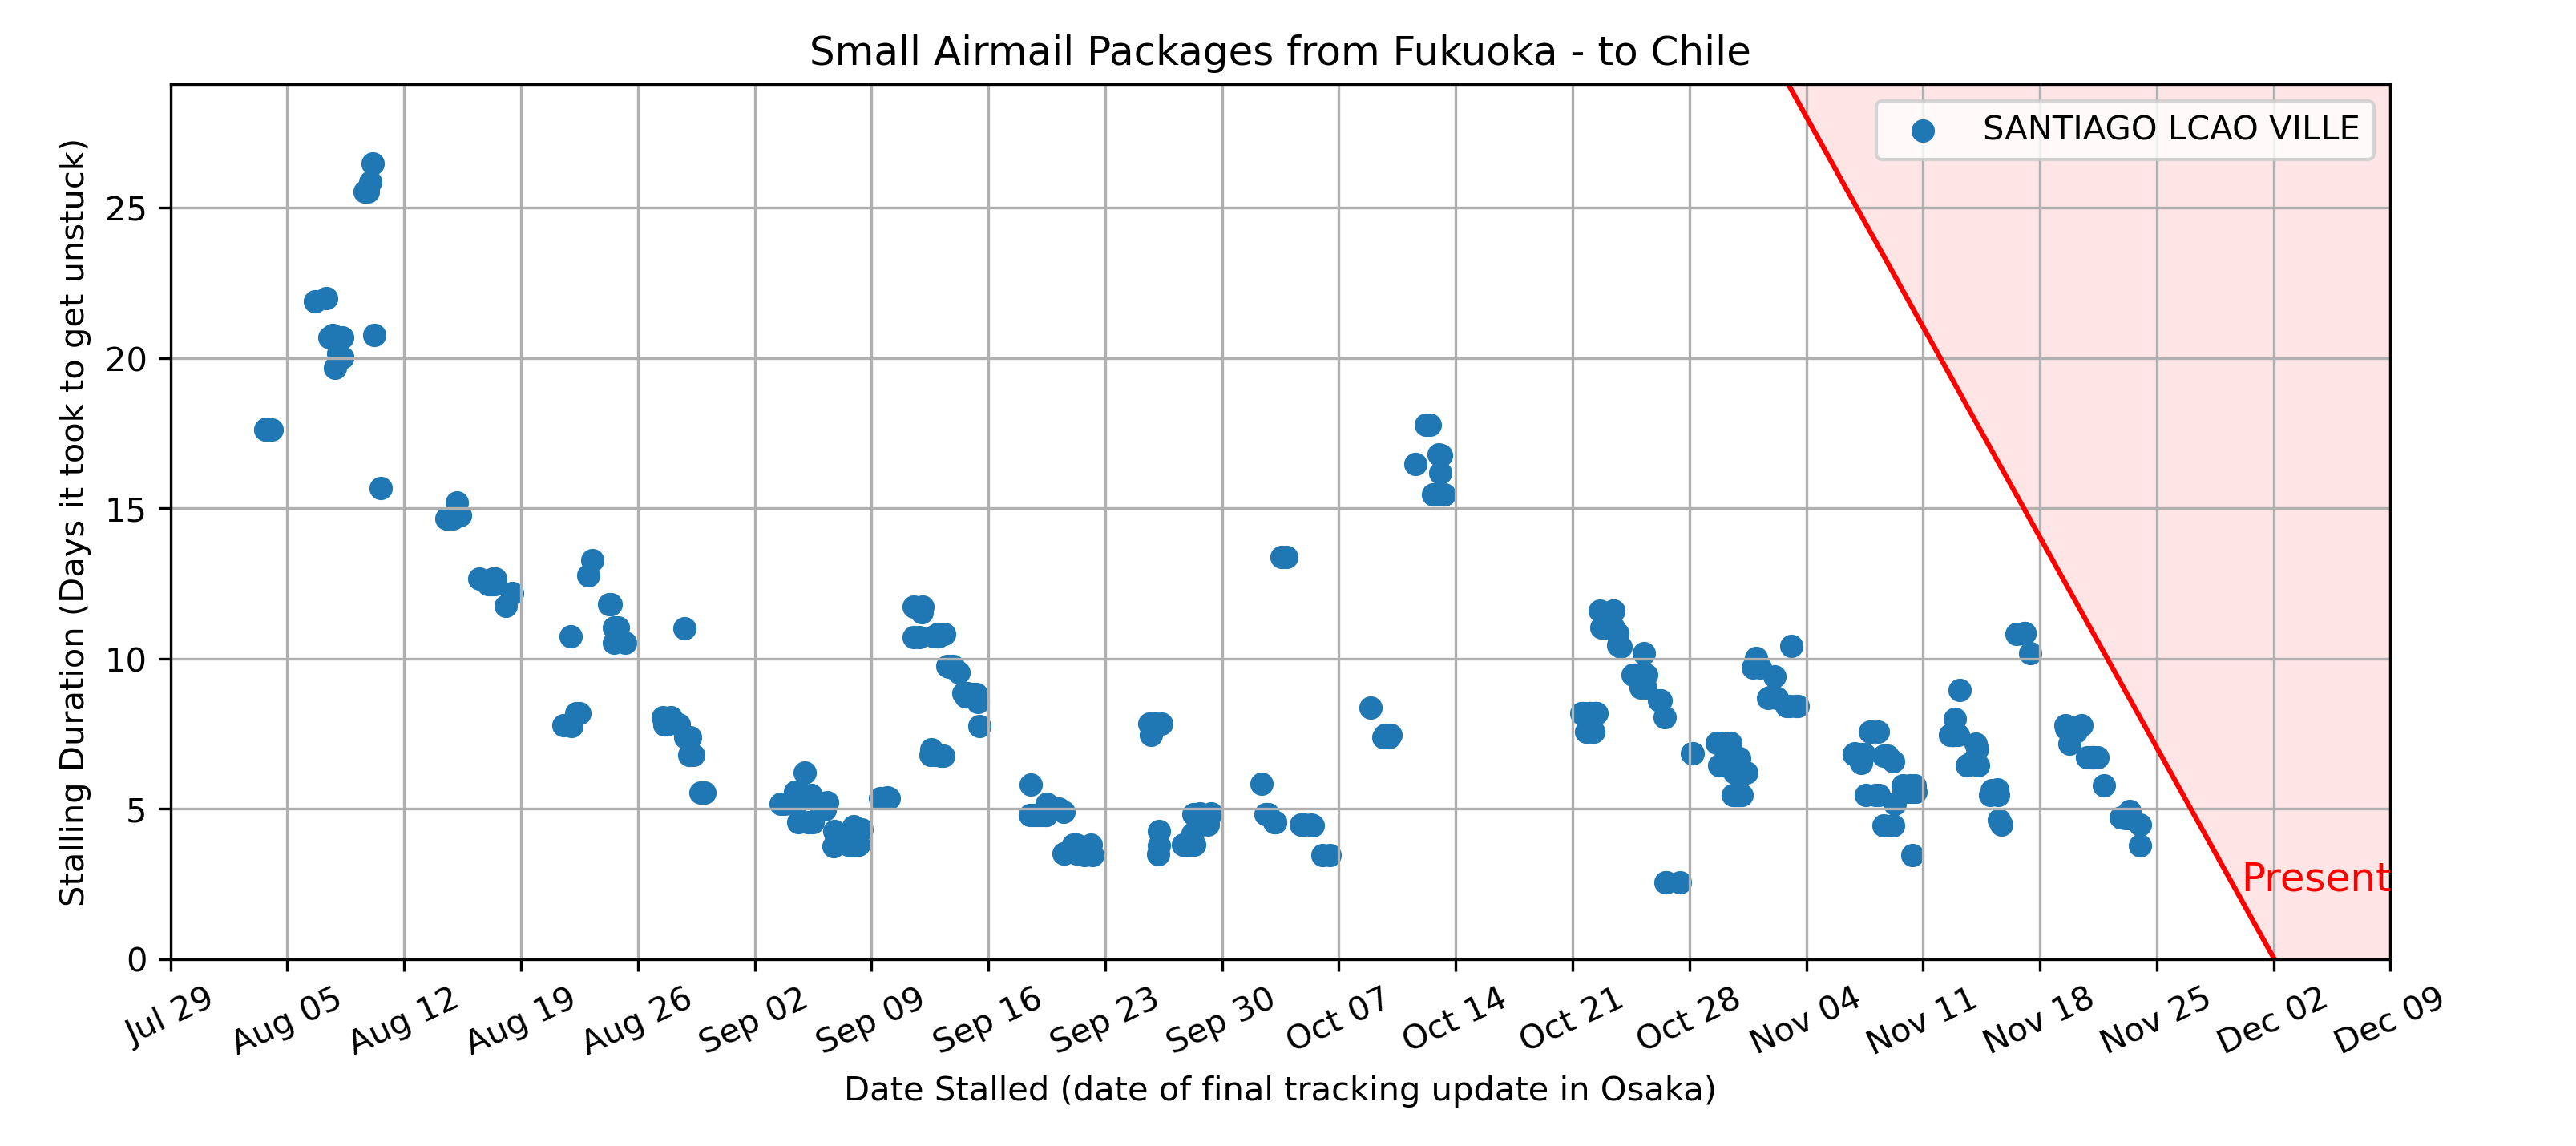 Small Airmail Packages from Fukuoka - to Chile
SANTIAGO LCAO VILLE
Stalling Duration (Days it took to get unstuck)
25
20
15
10
5
0
Present
Jul 29
Aug 05
Aug 12
Aug 19
Aug 26
Sep 02
Sep 09
Sep 16
Sep 23
Sep 30
Oct 07
Oct 14
Oct 21
Oct 28
Nov 04
Nov 11
Nov 18
Nov 25
Dec 02
Dec 09
Date Stalled (date of final tracking update in Osaka)